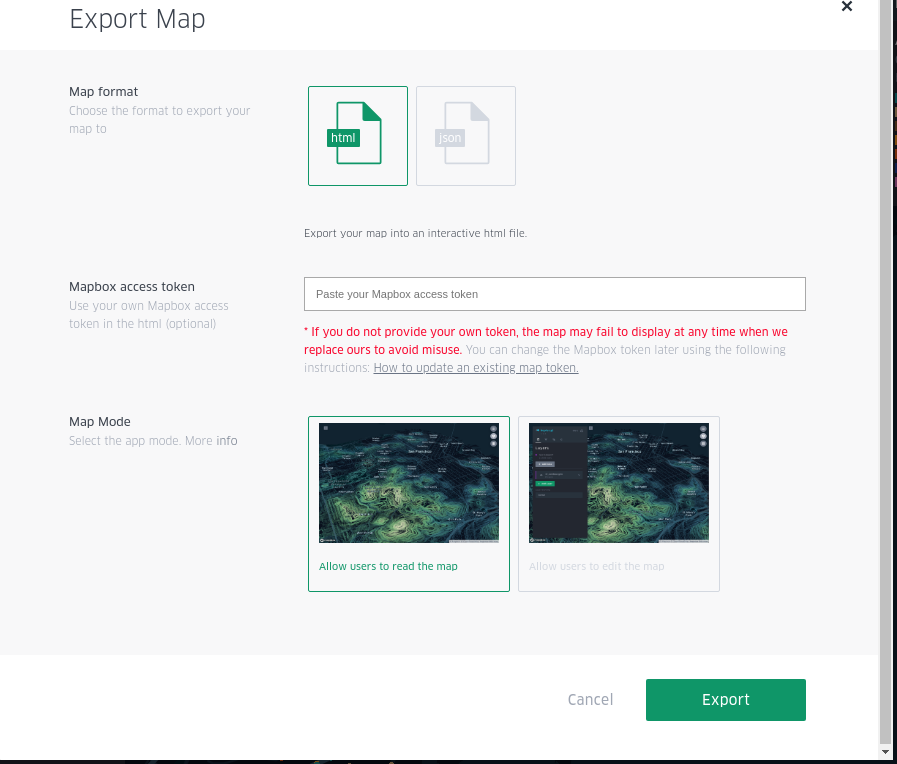 Export Map
×
Map format
Choose the format to export your
map to
html
json
Export your map into an interactive html file.
Mapbox access token
Use your own Mapbox access
token in the html (optional)
Paste your Mapbox access token
* If you do not provide your own token, the map may fail to display at any time when we
replace ours to avoid misuse. You can change the Mapbox token later using the following
instructions: How to update an existing map token.
Map Mode
Select the app mode. More info
San Francisco
San Francisco
Allow users to read the map
Allow users to edit the map
Cancel
Export